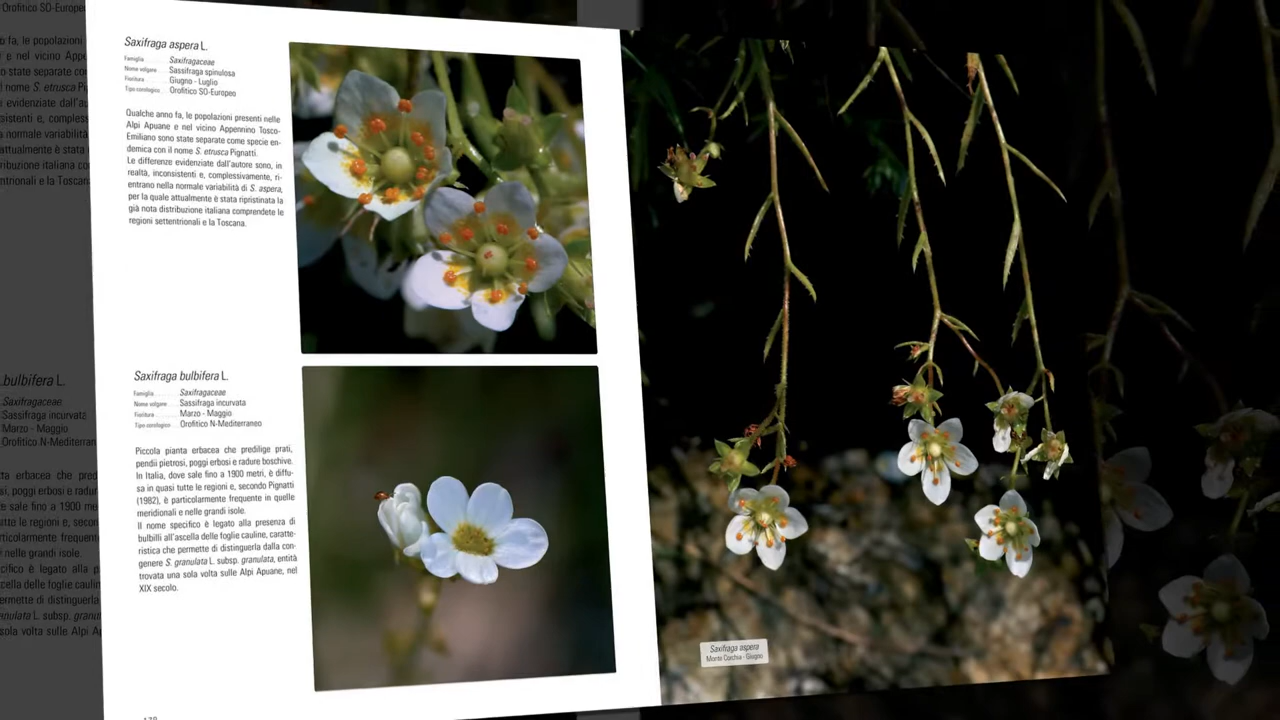 Orofitico SO-Europeo
Saxifraga aspera L.
Famiglia Saxifragaceae
Nome volgare Sassifraga spinulosa
Fioritura Giugno - Luglio
Tipo corologico Orofitico SO-Europeo
Qualche anno fa, le popolazioni presenti nelle
Alpi Apuane e nel vicino Appennino Tosco-
Emiliano sono state separate come specie en-
demica con il nome S. etrusca Pignatti.
Le differenze evidenziate dall'autore sono, in
realtà, inconsistenti e, complessivamente, ri-
entrano nella normale variabilità di S. aspera,
per la quale attualmente è stata ripristinata la
già nota distribuzione italiana comprendete le
regioni settentrionali e la Toscana.
Saxifraga bulbifera L.
Famiglia Saxifragaceae
Nome volgare Sassifraga incurvata
Fioritura Marzo - Maggio
Tipo corologico Orofitico N-Mediterraneo
Piccola pianta erbacea che predilige prati,
pendii pietrosi, poggi erbosi e radure boschive.
In Italia, dove sale fino a 1900 metri, è diffu-
sa in quasi tutte le regioni e, secondo Pignatti
(1982), è particolarmente frequente in quelle
meridionali e nelle grandi isole.
Il nome specifico è legato alla presenza di
bulbilli all'ascella delle foglie cauline, caratte-
ristica che permette di distinguerla dalla con-
genere S. granulata L. subsp. granulata, entità
trovata una sola volta sulle Alpi Apuane, nel
XIX secolo.
Saxifraga aspera
Monte Corchia - Giugno